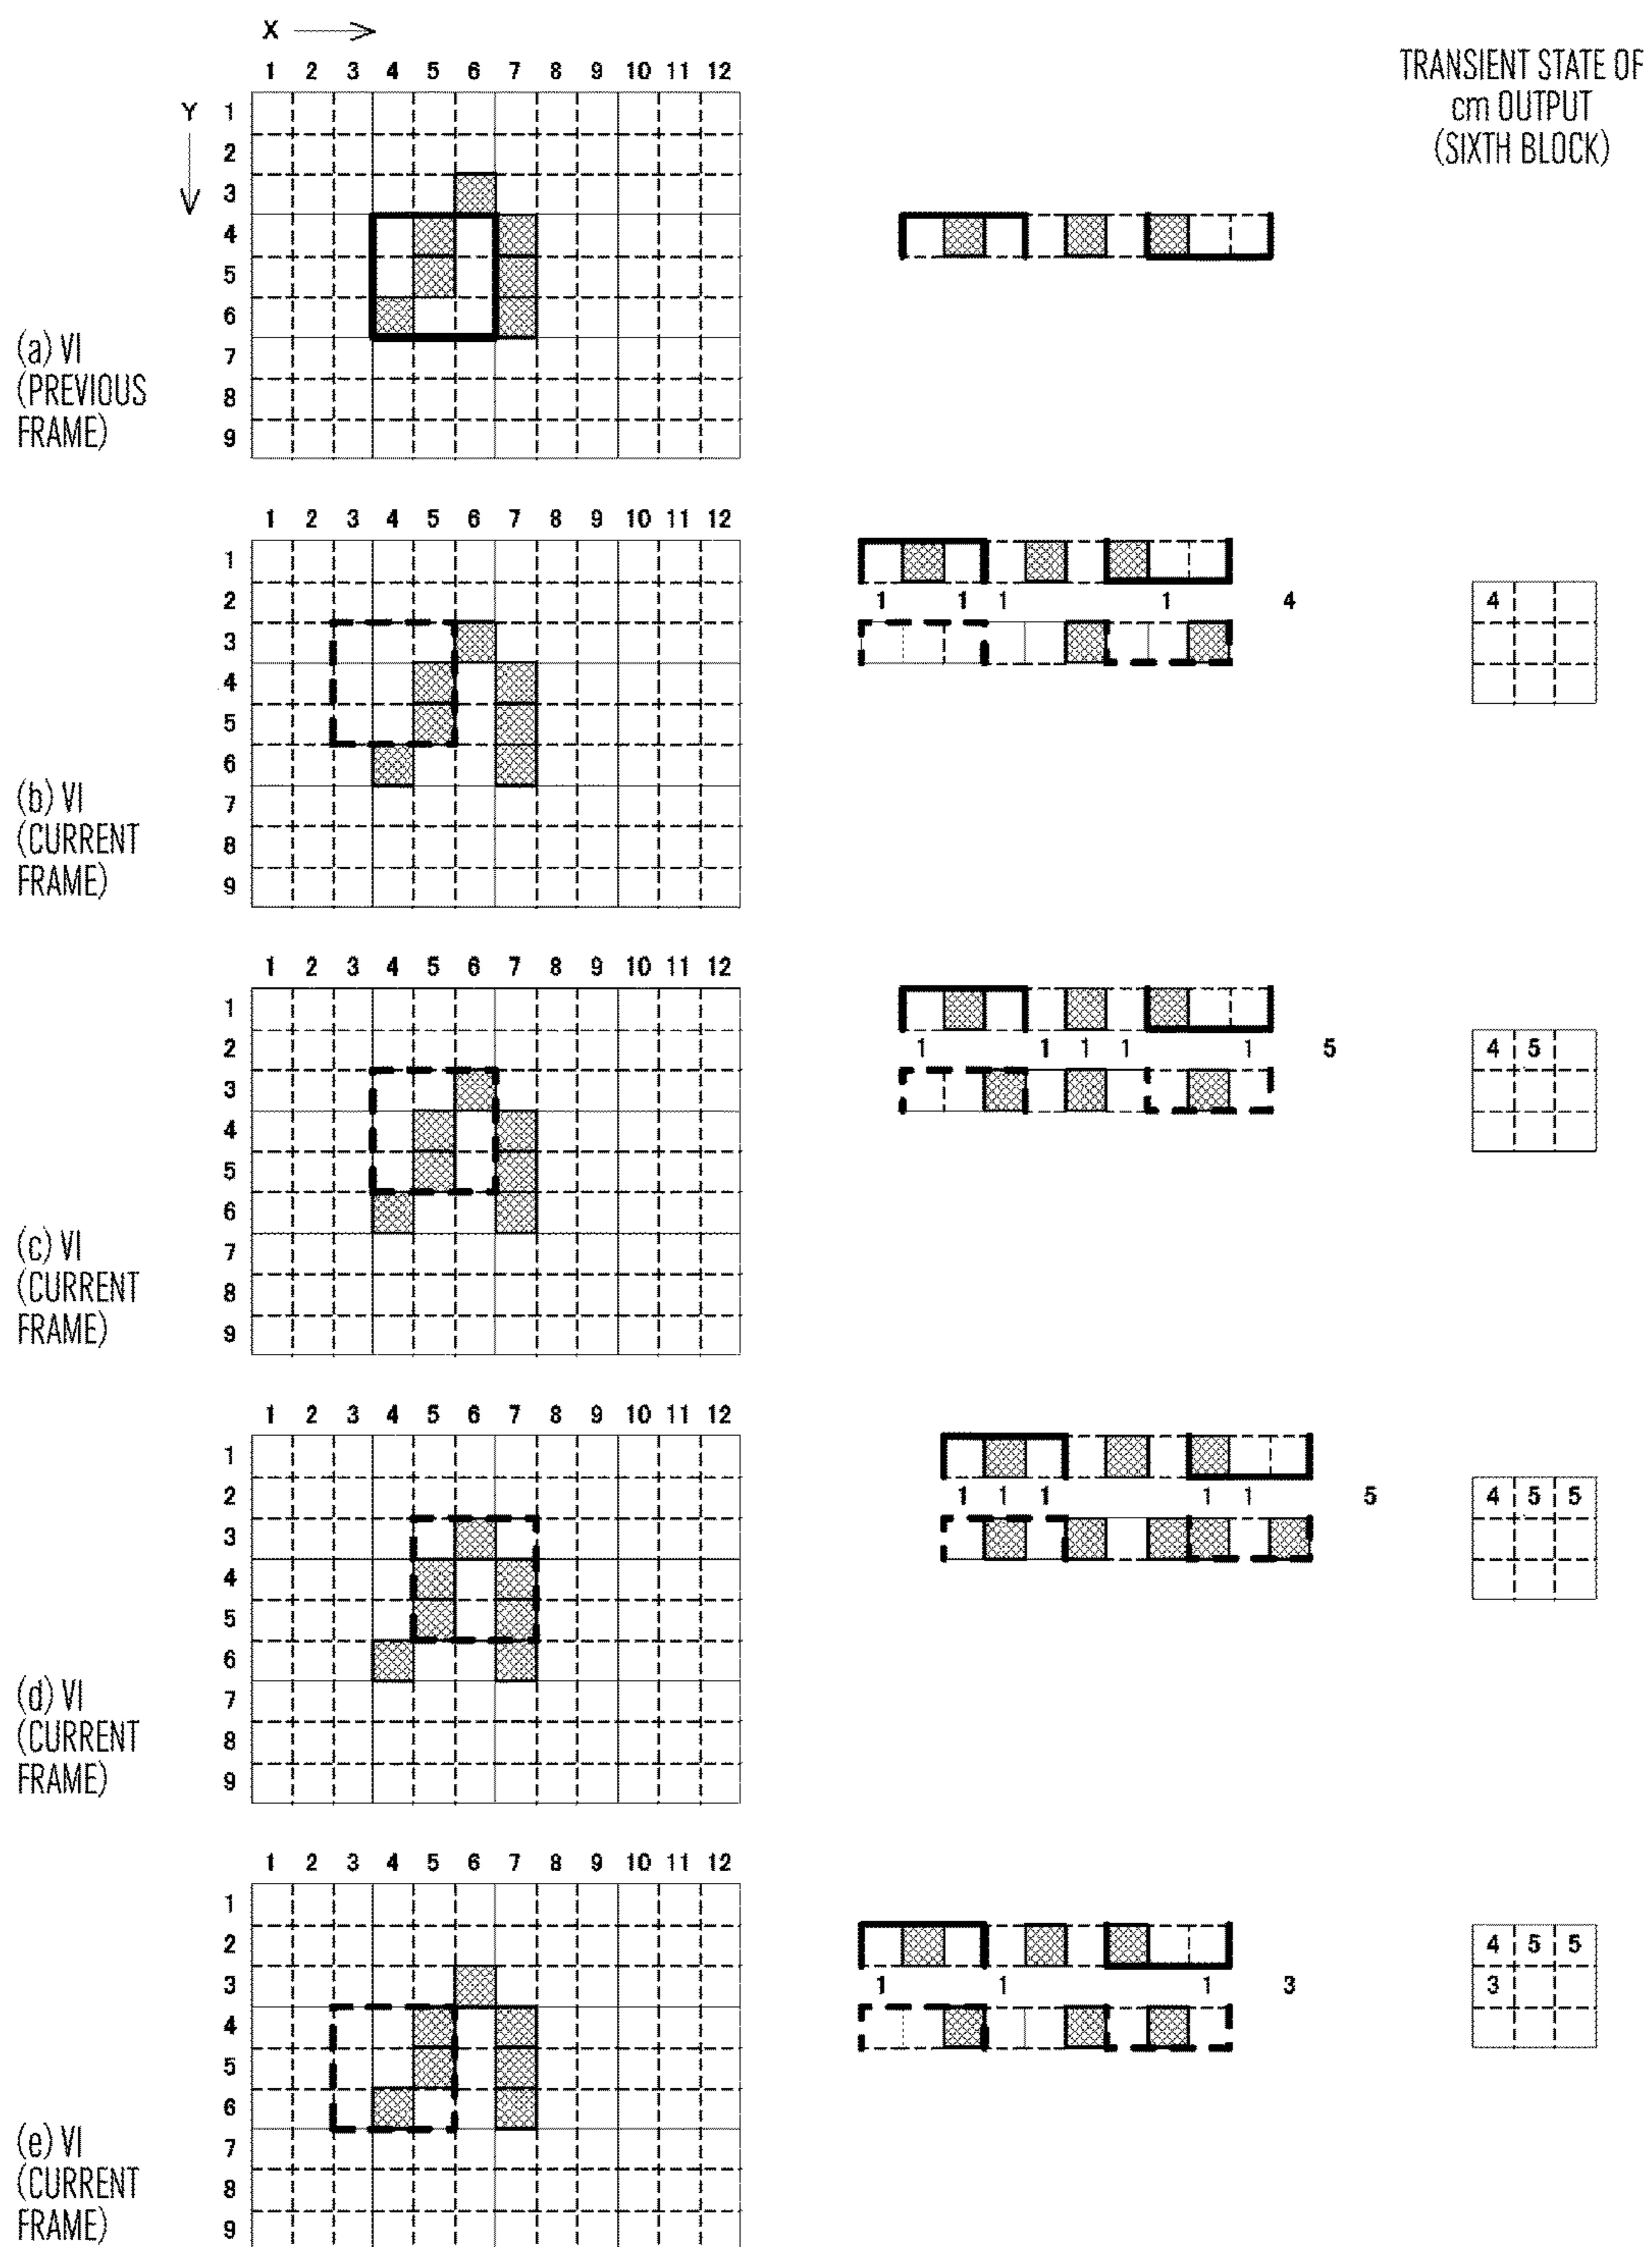 X
1 2 3 4 5 6 7 8 9 10 11 12
TRANSIENT STATE OF
cm OUTPUT
(SIXTH BLOCK)
Y
1
2
3
4
5
6
7
8
9
(a) VI
(PREVIOUS
FRAME)
1 2 3 4 5 6 7 8 9 10 11 12
1
2
3
4
5
6
7
8
9
1 1 1 1 4
4
(b) VI
(CURRENT
FRAME)
1 2 3 4 5 6 7 8 9 10 11 12
1
2
3
4
5
6
7
8
9
1 1 1 1 1 5
4 5
(c) VI
(CURRENT
FRAME)
1 2 3 4 5 6 7 8 9 10 11 12
1
2
3
4
5
6
7
8
9
1 1 1 1 1 5
4 5 5
(d) VI
(CURRENT
FRAME)
1 2 3 4 5 6 7 8 9 10 11 12
1
2
3
4
5
6
7
8
9
1 1 1 3
4 5 5
3
(e) VI
(CURRENT
FRAME)